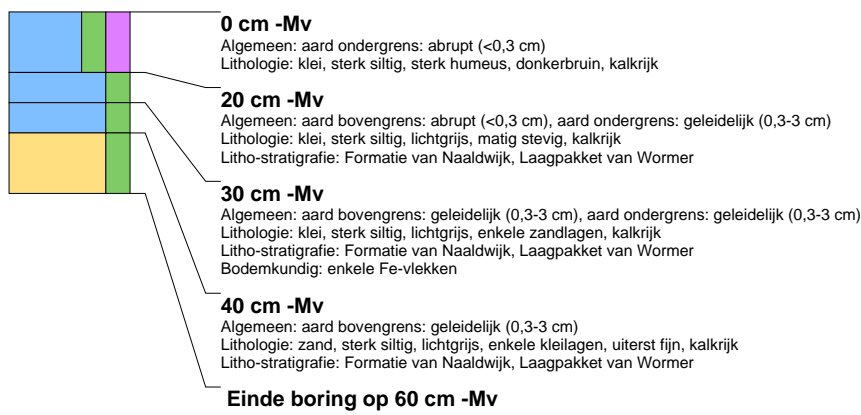 0 cm -Mv
Algemeen: aard ondergrens: abrupt (<0,3 cm)
Lithologie: klei, sterk siltig, sterk humeus, donkerbruin, kalkrijk
20 cm -Mv
Algemeen: aard bovengrens: abrupt (<0,3 cm), aard ondergrens: geleidelijk (0,3-3 cm)
Lithologie: klei, sterk siltig, lichtgrijs, matig stevig, kalkrijk
Litho-stratigrafie: Formatie van Naaldwijk, Laagpakket van Wormer
30 cm -Mv
Algemeen: aard bovengrens: geleidelijk (0,3-3 cm), aard ondergrens: geleidelijk (0,3-3 cm)
Lithologie: klei, sterk siltig, lichtgrijs, enkele zandlagen, kalkrijk
Litho-stratigrafie: Formatie van Naaldwijk, Laagpakket van Wormer
Bodemkundig: enkele Fe-vlekken
40 cm -Mv
Algemeen: aard bovengrens: geleidelijk (0,3-3 cm)
Lithologie: zand, sterk siltig, lichtgrijs, enkele kleilagen, uiterst fijn, kalkrijk
Litho-stratigrafie: Formatie van Naaldwijk, Laagpakket van Wormer
Einde boring op 60 cm -Mv